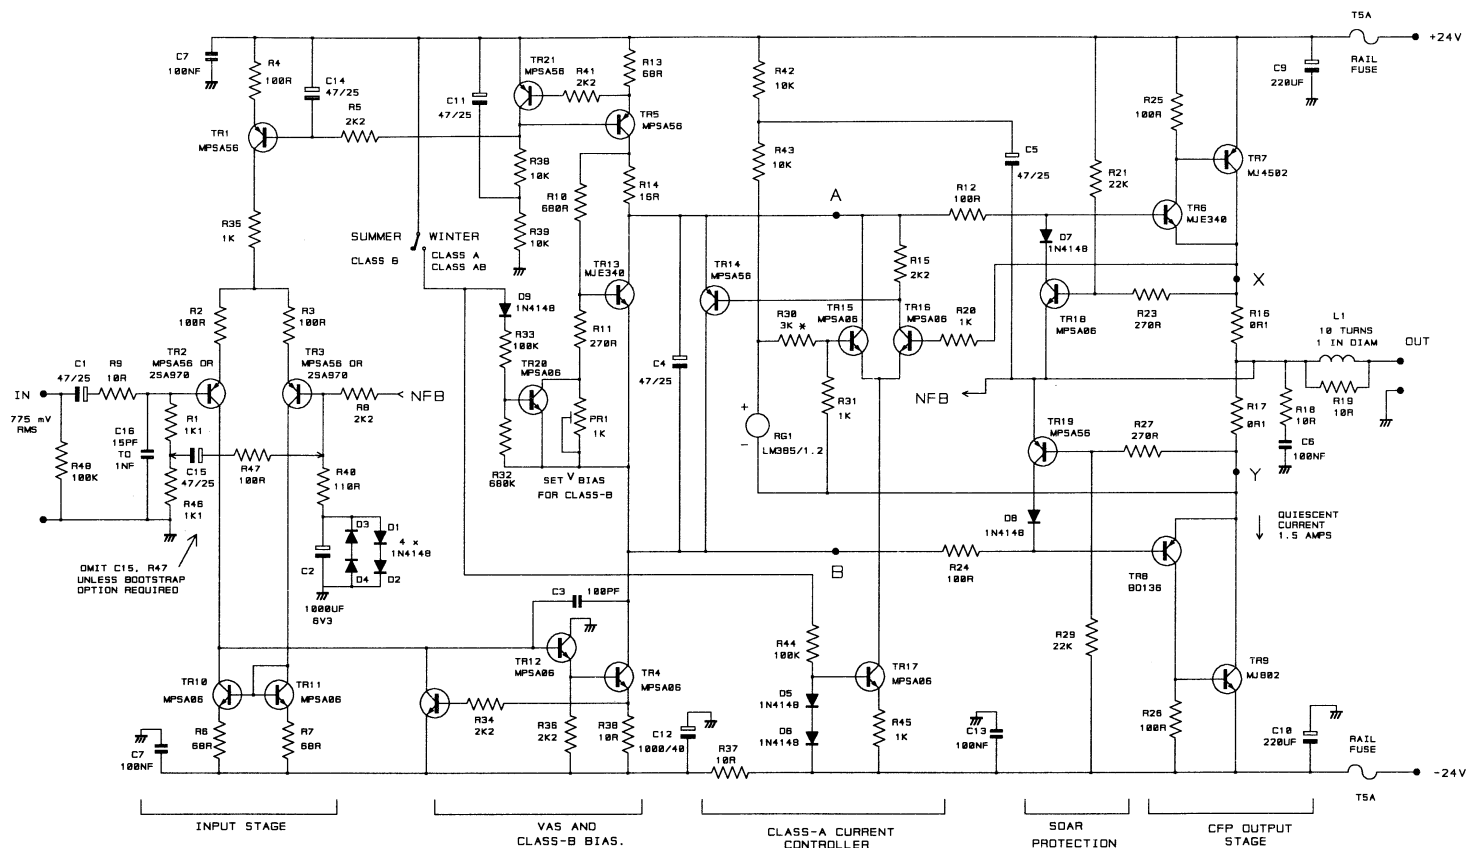 T5A
+24V
RAIL
FUSE
C7
100NF
R4
100R
C14
47/25
R5
2K2
TR1
MPSA56
C11
47/25
TR21
MPSA56
R41
2K2
R13
68R
TR5
MPSA56
R42
10K
R43
10K
C5
47/25
R21
22K
R25
100R
C9
220UF
TR7
MJ4502
TR6
MJE340
R38
10K
R39
10K
R10
680R
R14
16R
A
R12
100R
D7
1N4148
R35
1K
SUMMER
WINTER
CLASS B
CLASS A
CLASS AB
TR13
MJE340
TR14
MPSA56
R15
2K2
TR15
MPSA06
TR16
MPSA06
R20
1K
R30
3K *
TR18
MPSA06
R23
270R
X
R16
0R1
L1
10 TURNS
1 IN DIAM
OUT
R2
100R
R3
100R
D9
1N4148
R33
100K
R11
270R
TR20
MPSA06
PR1
1K
C4
47/25
R31
1K
NFB
R19
10R
R18
10R
C6
100NF
TR2
MPSA56 OR
2SA970
TR3
MPSA56 OR
2SA970
C1
47/25
R9
10R
IN
775 mV
RMS
R48
100K
C16
15PF
TO
1NF
R1
1K1
C15
47/25
R47
100R
R46
1K1
R8
2K2
NFB
R40
110R
R32
680K
SET V BIAS
FOR CLASS-B
+
-
RG1
LM385/1.2
TR19
MPSA56
R27
270R
R17
0R1
Y
QUIESCENT
CURRENT
1.5 AMPS
D8
1N4148
D3
D1
4 x
1N4148
D4
D2
C2
1000UF
6V3
OMIT C15, R47
UNLESS BOOTSTRAP
OPTION REQUIRED
B
R24
100R
TR8
BD136
C3
100PF
TR12
MPSA06
TR4
MPSA06
R44
100K
TR17
MPSA06
R29
22K
TR9
MJ802
TR10
MPSA06
TR11
MPSA06
R6
68R
R7
68R
C7
100NF
R34
2K2
R36
2K2
R38
10R
C12
1000/40
R37
10R
D5
1N4148
D6
1N4148
R45
1K
C13
100NF
R26
100R
C10
220UF
RAIL
FUSE
-24V
T5A
INPUT STAGE
VAS AND
CLASS-B BIAS.
CLASS-A CURRENT
CONTROLLER
SOAR
PROTECTION
CFP OUTPUT
STAGE